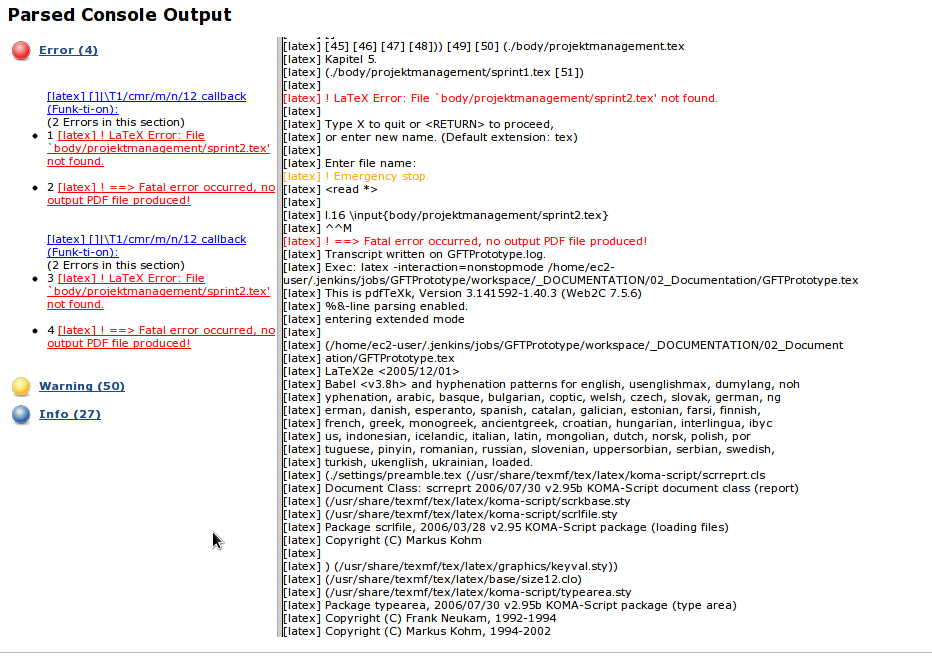 Parsed Console Output
Error (4)
[latex] []|\T1/cmr/m/n/12 callback
(Funk-ti-on):
(2 Errors in this section)
1 [latex] ! LaTeX Error: File
`body/projektmanagement/sprint2.tex'
not found.
2 [latex] ! ==> Fatal error occurred, no
output PDF file produced!
[latex] []|\T1/cmr/m/n/12 callback
(Funk-ti-on):
(2 Errors in this section)
3 [latex] ! LaTeX Error: File
`body/projektmanagement/sprint2.tex'
not found.
4 [latex] ! ==> Fatal error occurred, no
output PDF file produced!
Warning (50)
Info (27)
[latex] [45] [46] [47] [48])) [49] [50] (./body/projektmanagement.tex
[latex] Kapitel 5.
[latex] (./body/projektmanagement/sprint1.tex [51])
[latex]
[latex] ! LaTeX Error: File `body/projektmanagement/sprint2.tex' not found.
[latex]
[latex] Type X to quit or <RETURN> to proceed,
[latex] or enter new name. (Default extension: tex)
[latex]
[latex] Enter file name:
[latex] ! Emergency stop.
[latex] <read *>
[latex]
[latex] l.16 \input{body/projektmanagement/sprint2.tex}
[latex] ^^M
[latex] ! ==> Fatal error occurred, no output PDF file produced!
[latex] Transcript written on GFTPrototype.log.
[latex] Exec: latex -interaction=nonstopmode /home/ec2-
user/.jenkins/jobs/GFTPrototype/workspace/_DOCUMENTATION/02_Documentation/GFTPrototype.tex
[latex] This is pdfTeXk, Version 3.141592-1.40.3 (Web2C 7.5.6)
[latex] %&-line parsing enabled.
[latex] entering extended mode
[latex]
[latex] (/home/ec2-user/.jenkins/jobs/GFTPrototype/workspace/_DOCUMENTATION/02_Document
[latex] ation/GFTPrototype.tex
[latex] LaTeX2e <2005/12/01>
[latex] Babel <v3.8h> and hyphenation patterns for english, usenglishmax, dumylang, noh
[latex] yphenation, arabic, basque, bulgarian, coptic, welsh, czech, slovak, german, ng
[latex] erman, danish, esperanto, spanish, catalan, galician, estonian, farsi, finnish,
[latex] french, greek, monogreek, ancientgreek, croatian, hungarian, interlingua, ibyc
[latex] us, indonesian, icelandic, italian, latin, mongolian, dutch, norsk, polish, por
[latex] tuguese, pinyin, romanian, russian, slovenian, uppersorbian, serbian, swedish,
[latex] turkish, ukenglish, ukrainian, loaded.
[latex] (./settings/preamble.tex (/usr/share/texmf/tex/latex/koma-script/scrreprt.cls
[latex] Document Class: scrreprt 2006/07/30 v2.95b KOMA-Script document class (report)
[latex] (/usr/share/texmf/tex/latex/koma-script/scrkbase.sty
[latex] (/usr/share/texmf/tex/latex/koma-script/scrlfile.sty
[latex] Package scrlfile, 2006/03/28 v2.95 KOMA-Script package (loading files)
[latex] Copyright (C) Markus Kohm
[latex]
[latex] ) (/usr/share/texmf/tex/latex/graphics/keyval.sty))
[latex] (/usr/share/texmf/tex/latex/base/size12.clo)
[latex] (/usr/share/texmf/tex/latex/koma-script/typearea.sty
[latex] Package typearea, 2006/07/30 v2.95b KOMA-Script package (type area)
[latex] Copyright (C) Frank Neukam, 1992-1994
[latex] Copyright (C) Markus Kohm, 1994-2002